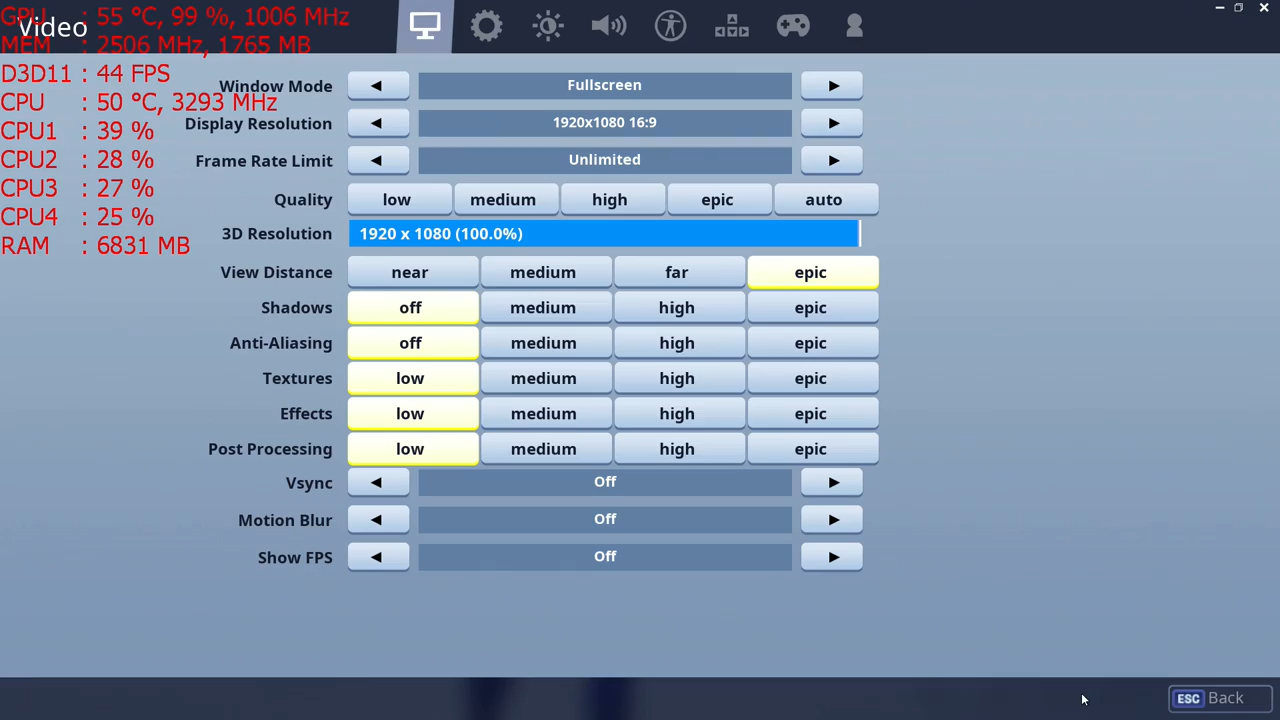 GPU : 55 °C, 99 %, 1006 MHz
Video
MEM : 2506 MHz, 1765 MB
D3D11 : 44 FPS
Window Mode ◀ Fullscreen ▶
CPU : 50 °C, 3293 MHz
Display Resolution ◀ 1920x1080 16:9 ▶
CPU1 : 39 %
Frame Rate Limit ◀ Unlimited ▶
CPU2 : 28 %
CPU3 : 27 %
Quality low medium high epic auto
CPU4 : 25 %
3D Resolution 1920 x 1080 (100.0%)
RAM : 6831 MB
View Distance near medium far epic
Shadows off medium high epic
Anti-Aliasing off medium high epic
Textures low medium high epic
Effects low medium high epic
Post Processing low medium high epic
Vsync ◀ Off ▶
Motion Blur ◀ Off ▶
Show FPS ◀ Off ▶
ESC Back